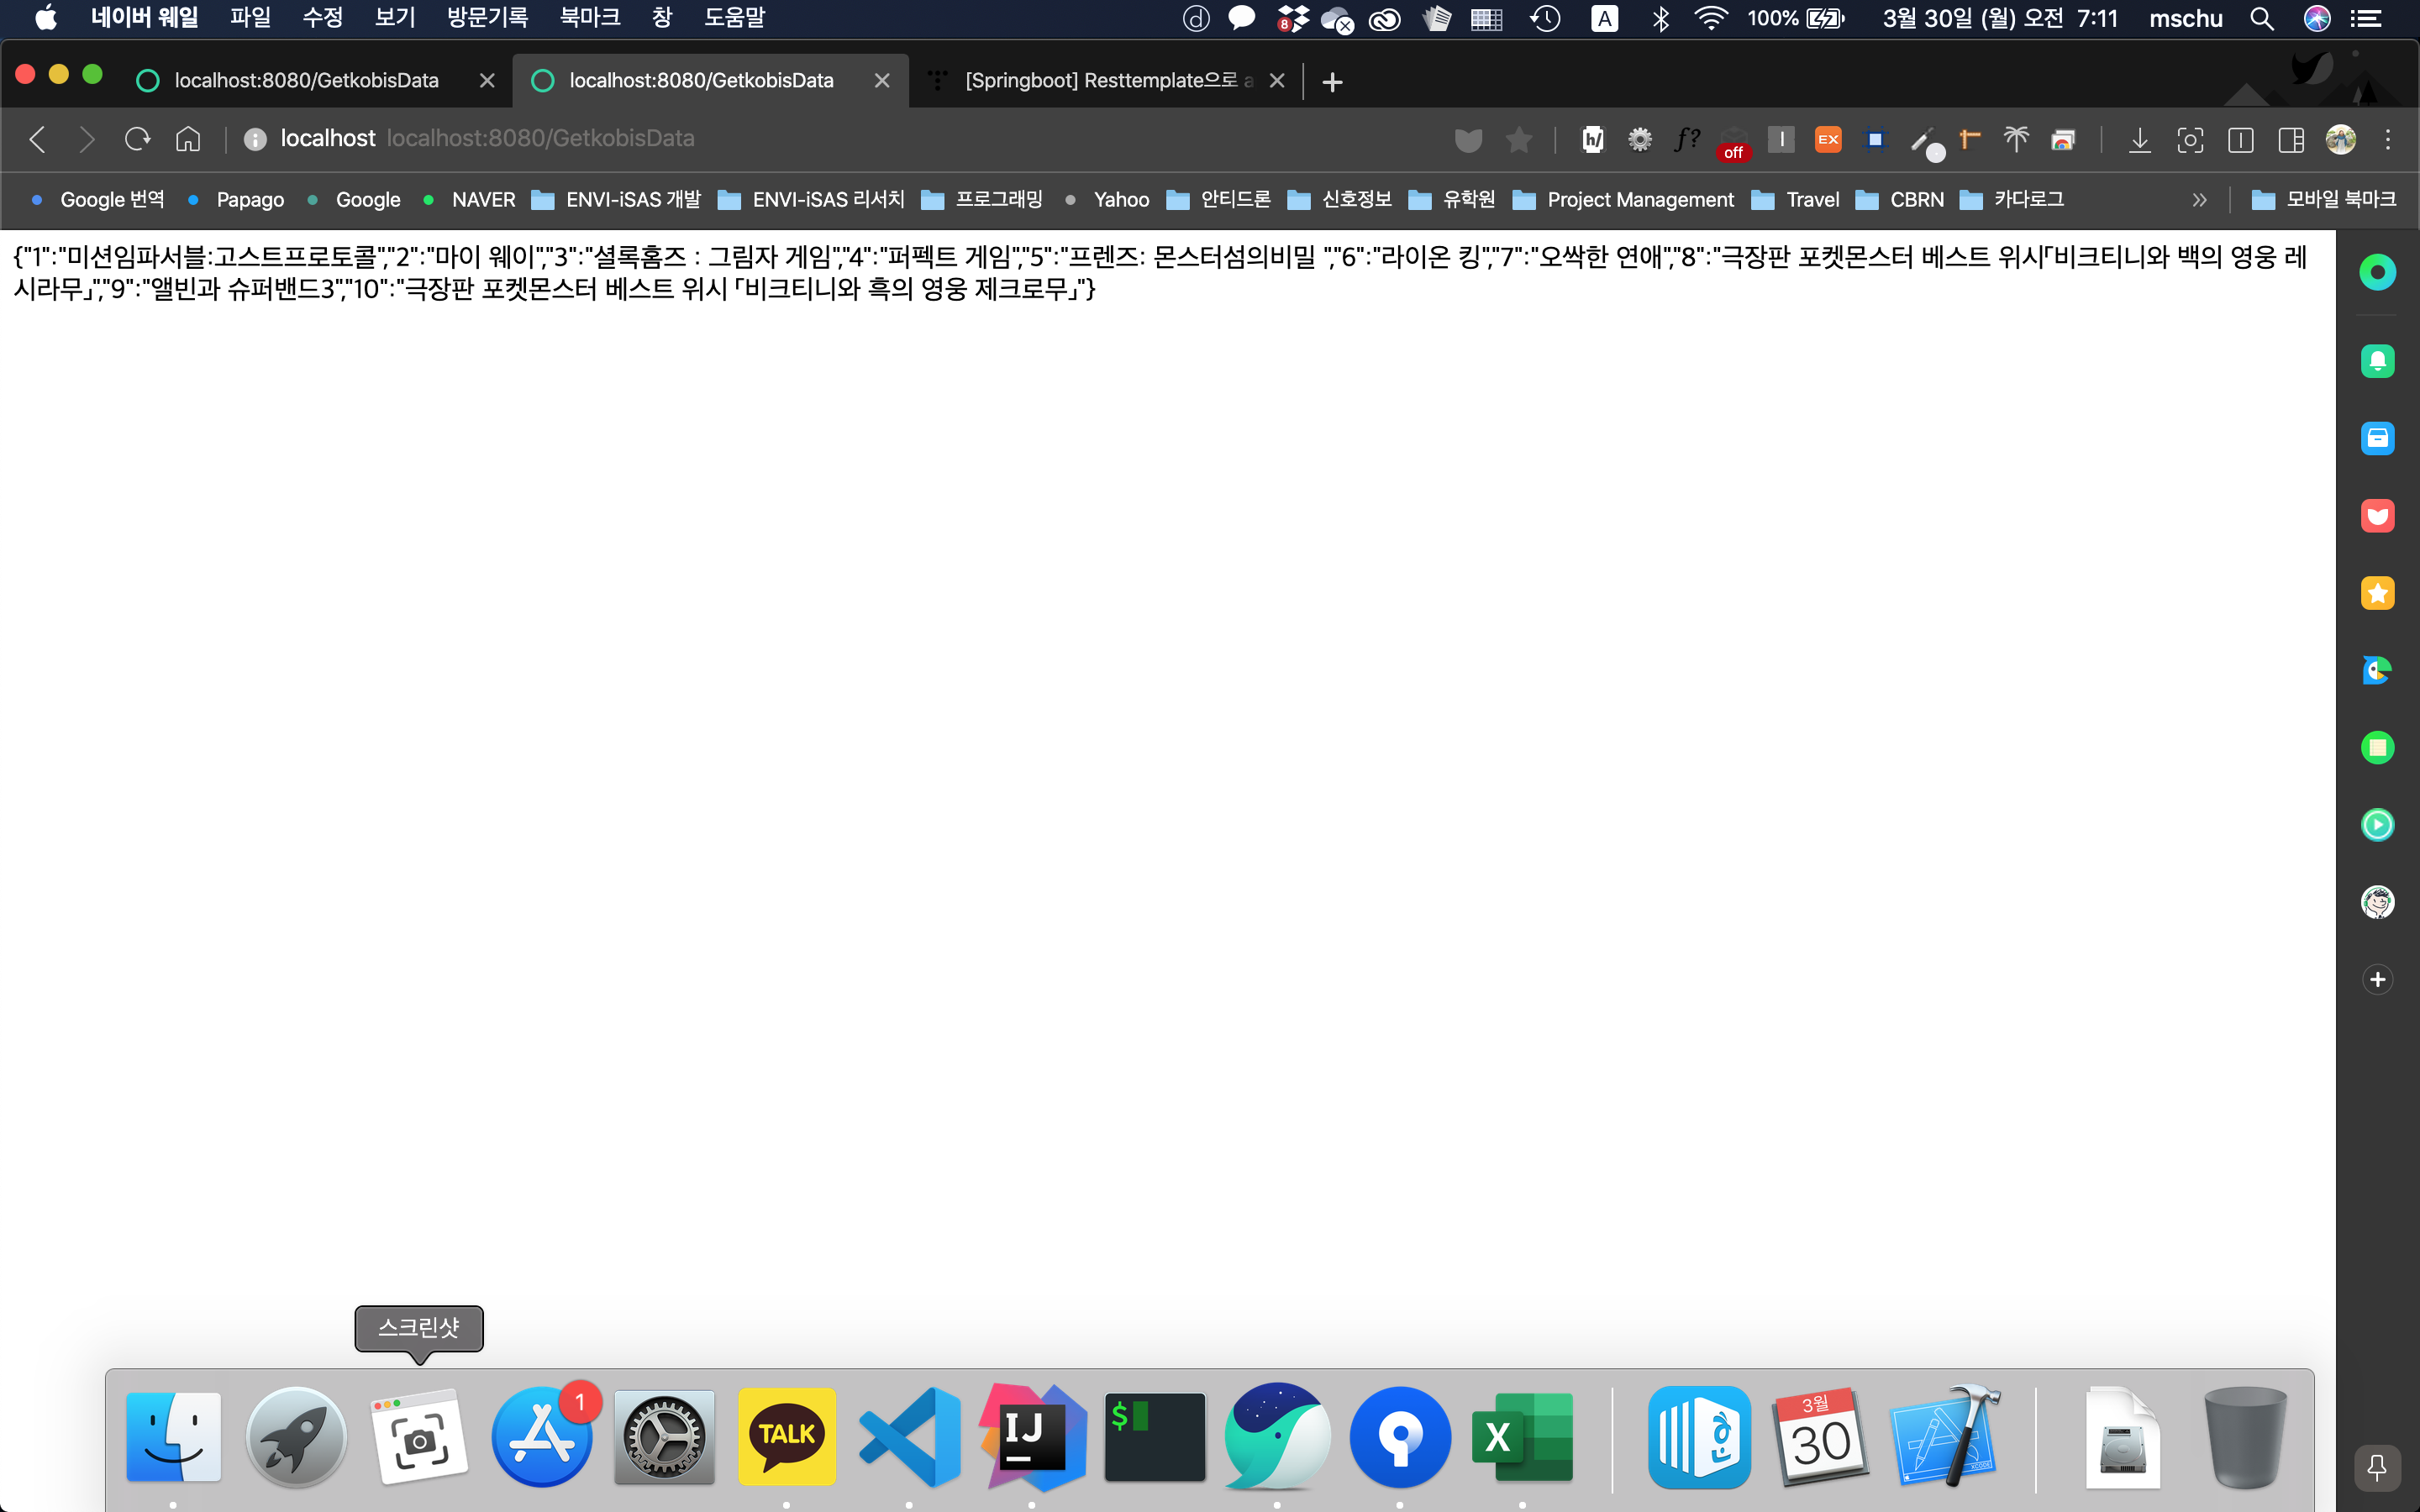 네이버 웨일 파일 수정 보기 방문기록 북마크 창 도움말 8 A 100% 3월 30일 (월) 오전 7:11 mschu
localhost:8080/GetkobisData localhost:8080/GetkobisData [Springboot] Resttemplate으로 a
localhost localhost:8080/GetkobisData h/ f? off I EX
Google 번역 Papago Google NAVER ENVI-iSAS 개발 ENVI-iSAS 리서치 프로그래밍 Yahoo 안티드론 신호정보 유학원 Project Management Travel CBRN 카다로그 » 모바일 북마크
{"1":"미션임파서블:고스트프로토콜""2":"마이 웨이""3":"셜록홈즈 : 그림자 게임""4":"퍼펙트 게임""5":"프렌즈: 몬스터섬의비밀 ""6":"라이온 킹""7":"오싹한 연애""8":"극장판 포켓몬스터 베스트 위시「비크티니와 백의 영웅 레
시라무」""9":"앨빈과 슈퍼밴드3""10":"극장판 포켓몬스터 베스트 위시 「비크티니와 흑의 영웅 제크로무」"}
스크린샷
1 TALK IJ $ X 3월 30